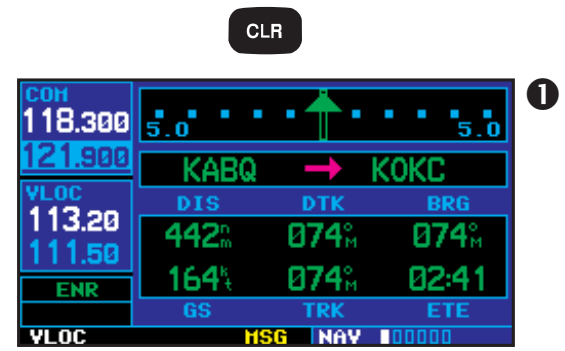 CLR
1
COM
118.300
121.900
5.0 5.0
KABQ → KOKC
VLOC
113.20
111.50
DIS DTK BRG
442nm 074°M 074°M
164kt 074°M 02:41
GS TRK ETE
ENR
VLOC MSG NAV